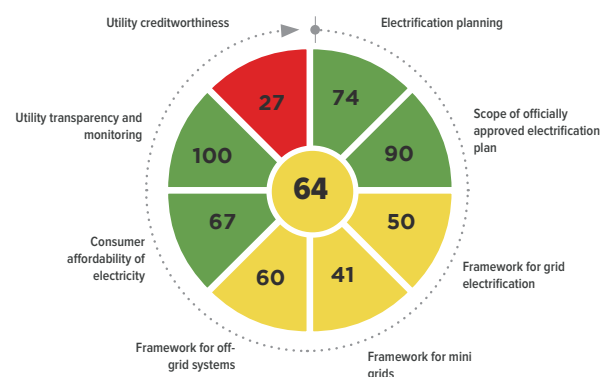 Utility creditworthiness
Electrification planning
27
74
Utility transparency and
monitoring
Scope of officially
approved electrification
plan
100
90
64
67
50
Consumer
affordability of
electricity
Framework for grid
electrification
60
41
Framework for off-
grid systems
Framework for mini
grids